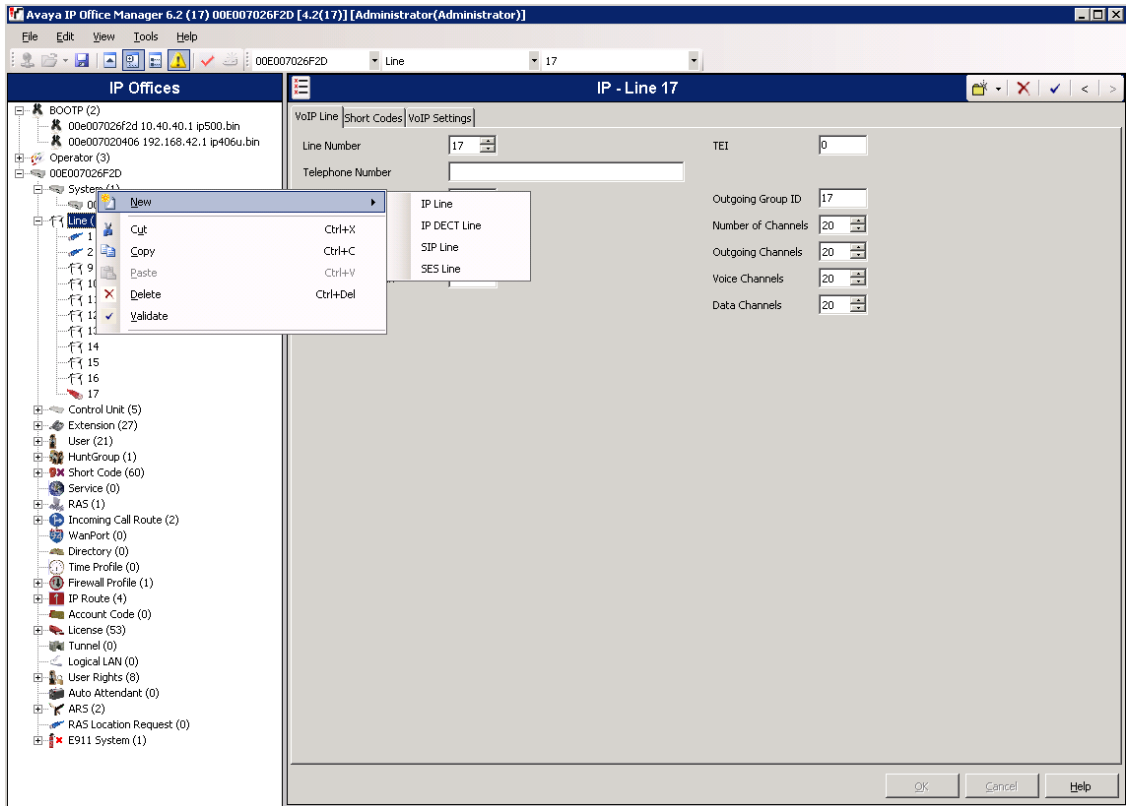 Avaya IP Office Manager 6.2 (17) 00E007026F2D [4.2(17)] [Administrator(Administrator)]
File Edit View Tools Help
00E007026F2D Line 17
IP Offices
BOOTP (2)
00e007026f2d 10.40.40.1 ip500.bin
00e007020406 192.168.42.1 ip406u.bin
Operator (3)
00E007026F2D
System (1)
00
Line (
1
2
9
10
11
12
13
14
15
16
17
Control Unit (5)
Extension (27)
User (21)
HuntGroup (1)
Short Code (60)
Service (0)
RAS (1)
Incoming Call Route (2)
WanPort (0)
Directory (0)
Time Profile (0)
Firewall Profile (1)
IP Route (4)
Account Code (0)
License (53)
Tunnel (0)
Logical LAN (0)
User Rights (8)
Auto Attendant (0)
ARS (2)
RAS Location Request (0)
E911 System (1)
New
Cut Ctrl+X
Copy Ctrl+C
Paste Ctrl+V
Delete Ctrl+Del
Validate
IP Line
IP DECT Line
SIP Line
SES Line
IP - Line 17
VoIP Line Short Codes VoIP Settings
Line Number 17 TEI 0
Telephone Number
Outgoing Group ID 17
Number of Channels 20
Outgoing Channels 20
Voice Channels 20
Data Channels 20
OK Cancel Help